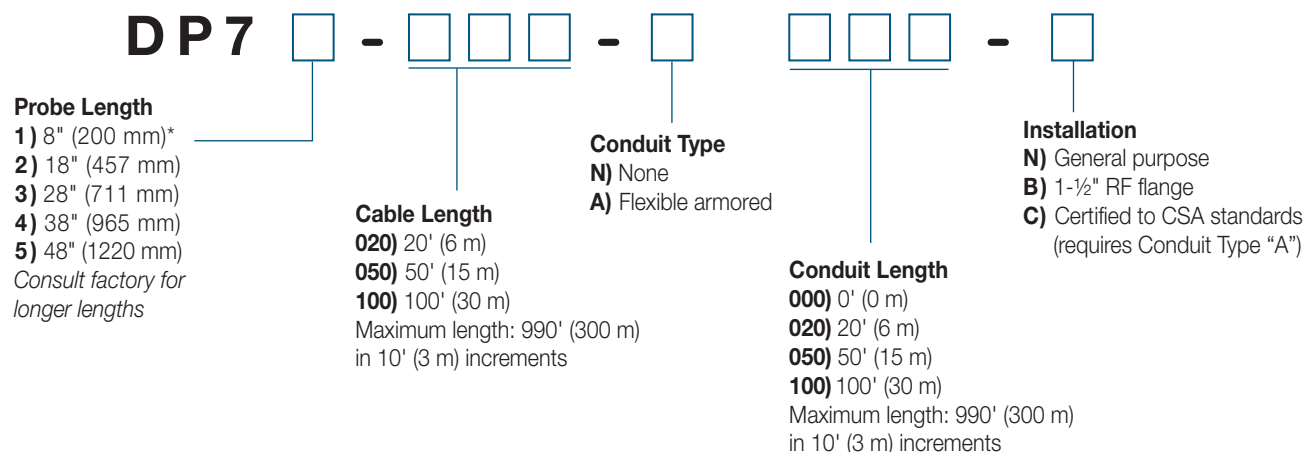 DP7 - - -
Probe Length
1) 8" (200 mm)*
2) 18" (457 mm)
3) 28" (711 mm)
4) 38" (965 mm)
5) 48" (1220 mm)
Consult factory for
longer lengths
Cable Length
020) 20' (6 m)
050) 50' (15 m)
100) 100' (30 m)
Maximum length: 990' (300 m)
in 10' (3 m) increments
Conduit Type
N) None
A) Flexible armored
Conduit Length
000) 0' (0 m)
020) 20' (6 m)
050) 50' (15 m)
100) 100' (30 m)
Maximum length: 990' (300 m)
in 10' (3 m) increments
Installation
N) General purpose
B) 1-½" RF flange
C) Certified to CSA standards
(requires Conduit Type “A”)